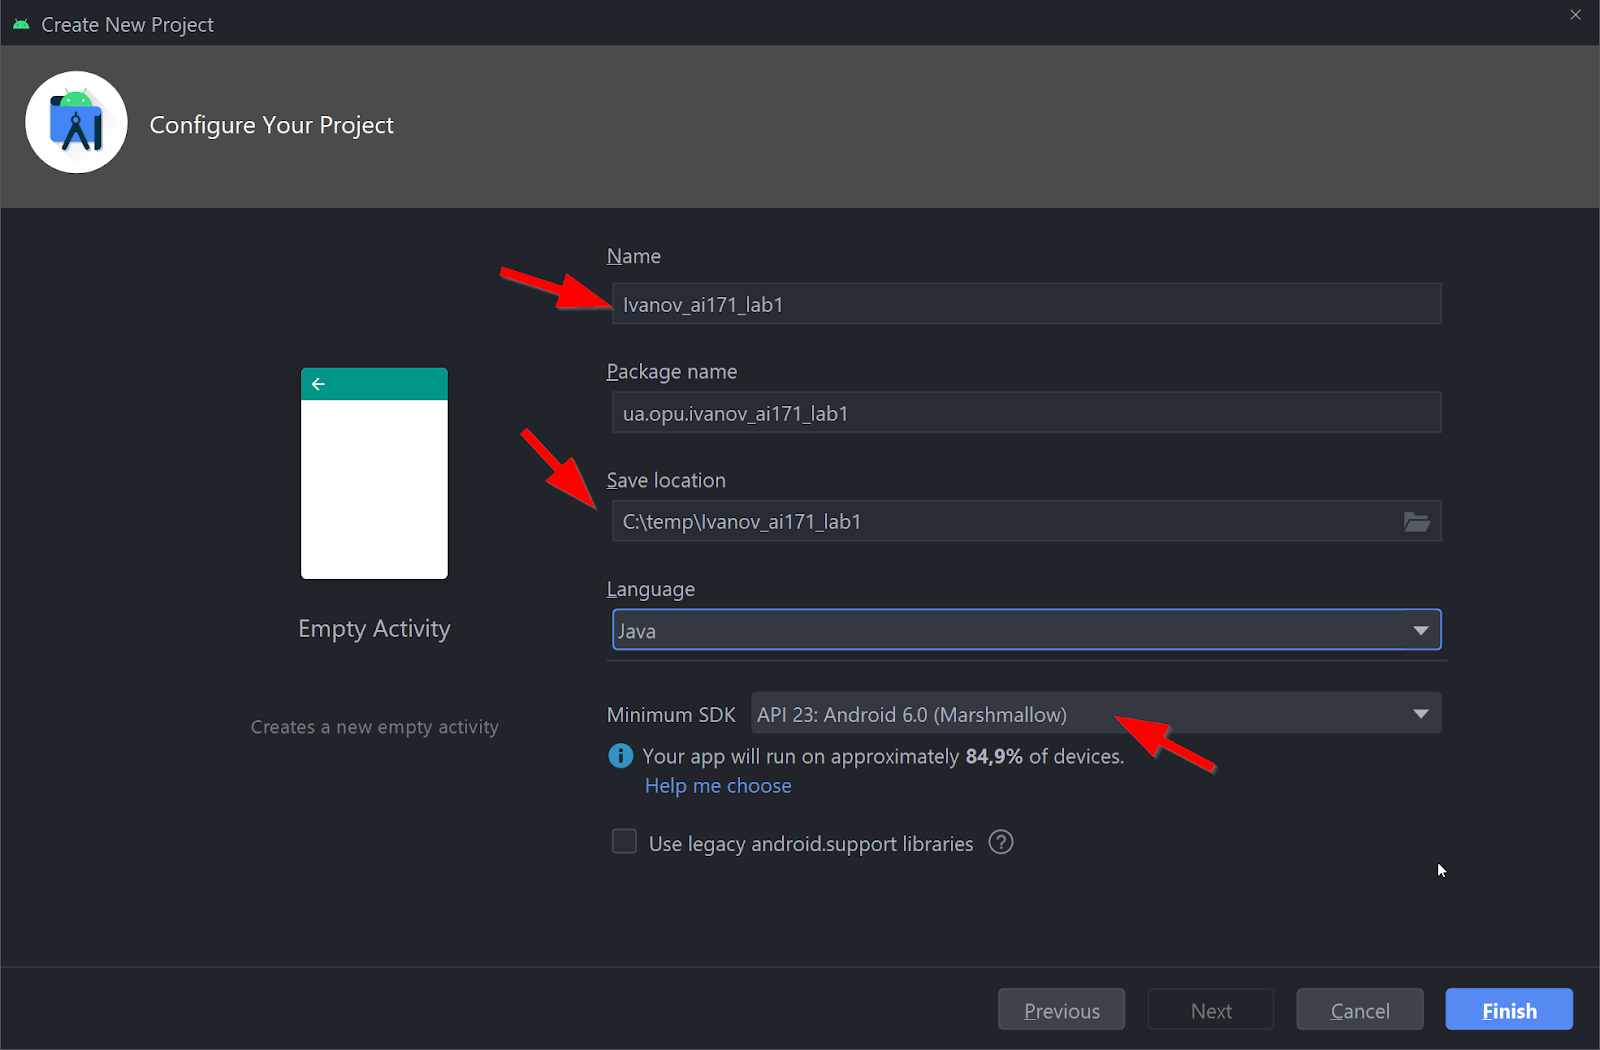 Create New Project
Configure Your Project
Name
Ivanov_ai171_lab1
Package name
ua.opu.ivanov_ai171_lab1
Save location
C:\temp\Ivanov_ai171_lab1
Language
Java
Empty Activity
Creates a new empty activity
Minimum SDK API 23: Android 6.0 (Marshmallow)
Your app will run on approximately 84,9% of devices.
Help me choose
Use legacy android.support libraries ?
Previous Next Cancel Finish